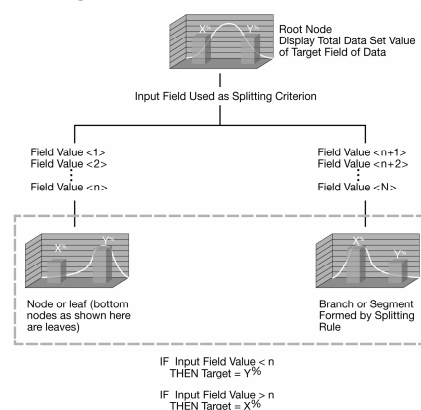 X% Y%
Root Node
Display Total Data Set Value
of Target Field of Data
Input Field Used as Splitting Criterion
Field Value <1>
Field Value <2>
Field Value <n>
Field Value <n+1>
Field Value <n+2>
Field Value <N>
X% Y%
Node or leaf (bottom
nodes as shown here
are leaves)
X% Y%
Branch or Segment
Formed by Splitting
Rule
IF Input Field Value < n
THEN Target = Y%
IF Input Field Value > n
THEN Target = X%